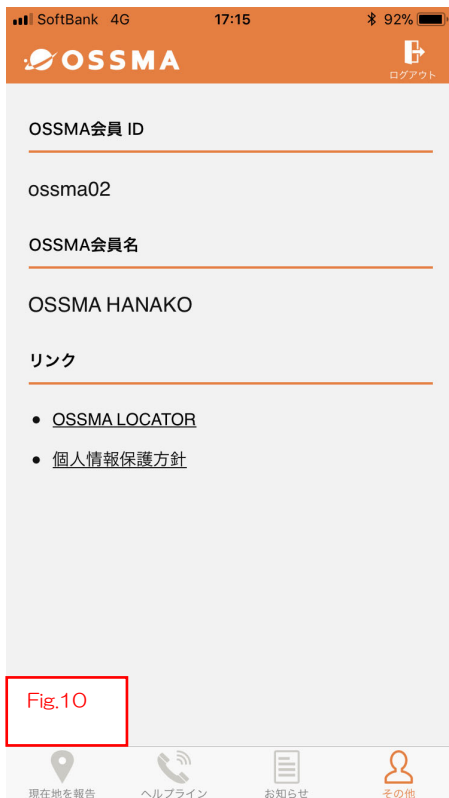 SoftBank 4G 17:15 92%
OSSMA
ログアウト
OSSMA会員 ID
ossma02
OSSMA会員名
OSSMA HANAKO
リンク
OSSMA LOCATOR
個人情報保護方針
Fig.10
現在地を報告 ヘルプライン お知らせ その他